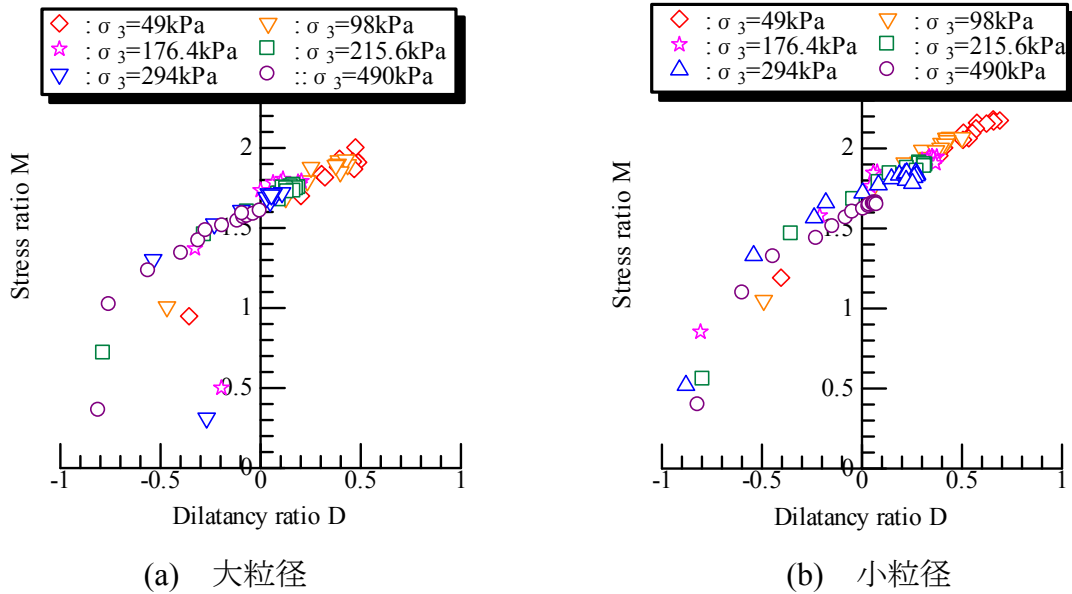 : σ 3=49kPa : σ 3=98kPa
: σ 3=176.4kPa : σ 3=215.6kPa
: σ 3=294kPa :: σ 3=490kPa
Stress ratio M
2
1.5
1
0.5
0
-1 -0.5 0 0.5 1
Dilatancy ratio D
(a) 大粒径
: σ 3=49kPa : σ 3=98kPa
: σ 3=176.4kPa : σ 3=215.6kPa
: σ 3=294kPa : σ 3=490kPa
Stress ratio M
2
1.5
1
0.5
0
-1 -0.5 0 0.5 1
Dilatancy ratio D
(b) 小粒径